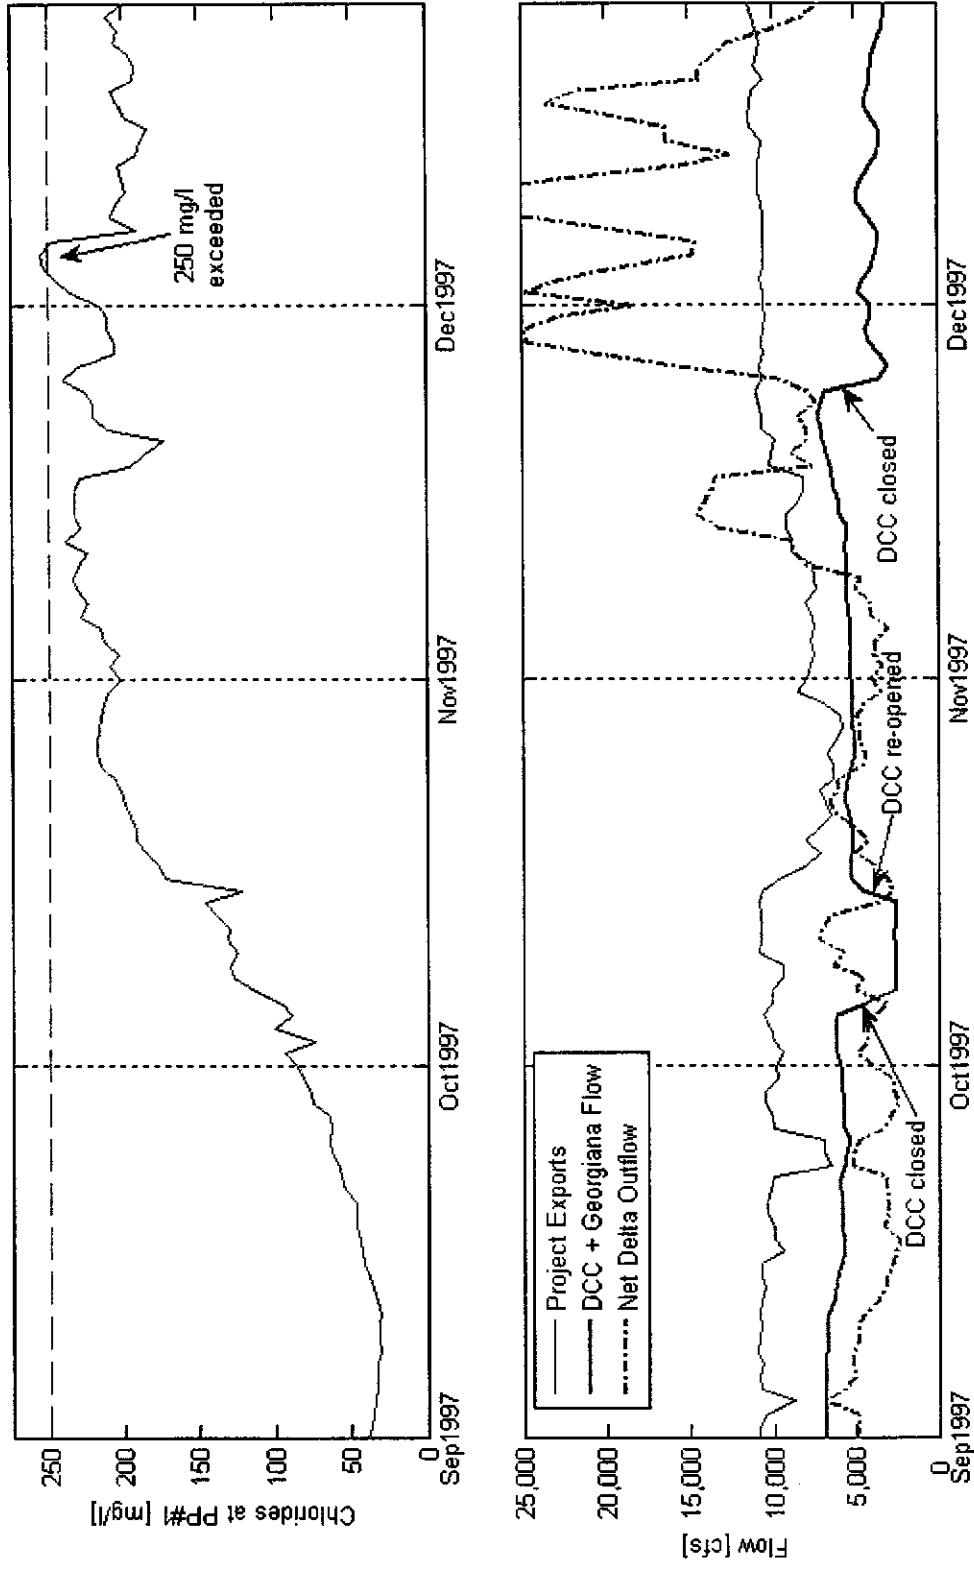 Chlorides at PP#1 [mg/l]
250
200
150
100
50
0
Sep1997
Oct1997
Nov1997
Dec1997
250 mg/l
exceeded
Flow [cfs]
25,000
20,000
15,000
10,000
5,000
0
Project Exports
DCC + Georgiana Flow
Net Delta Outflow
DCC closed
DCC re-opened
DCC closed
Sep1997
Oct1997
Nov1997
Dec1997